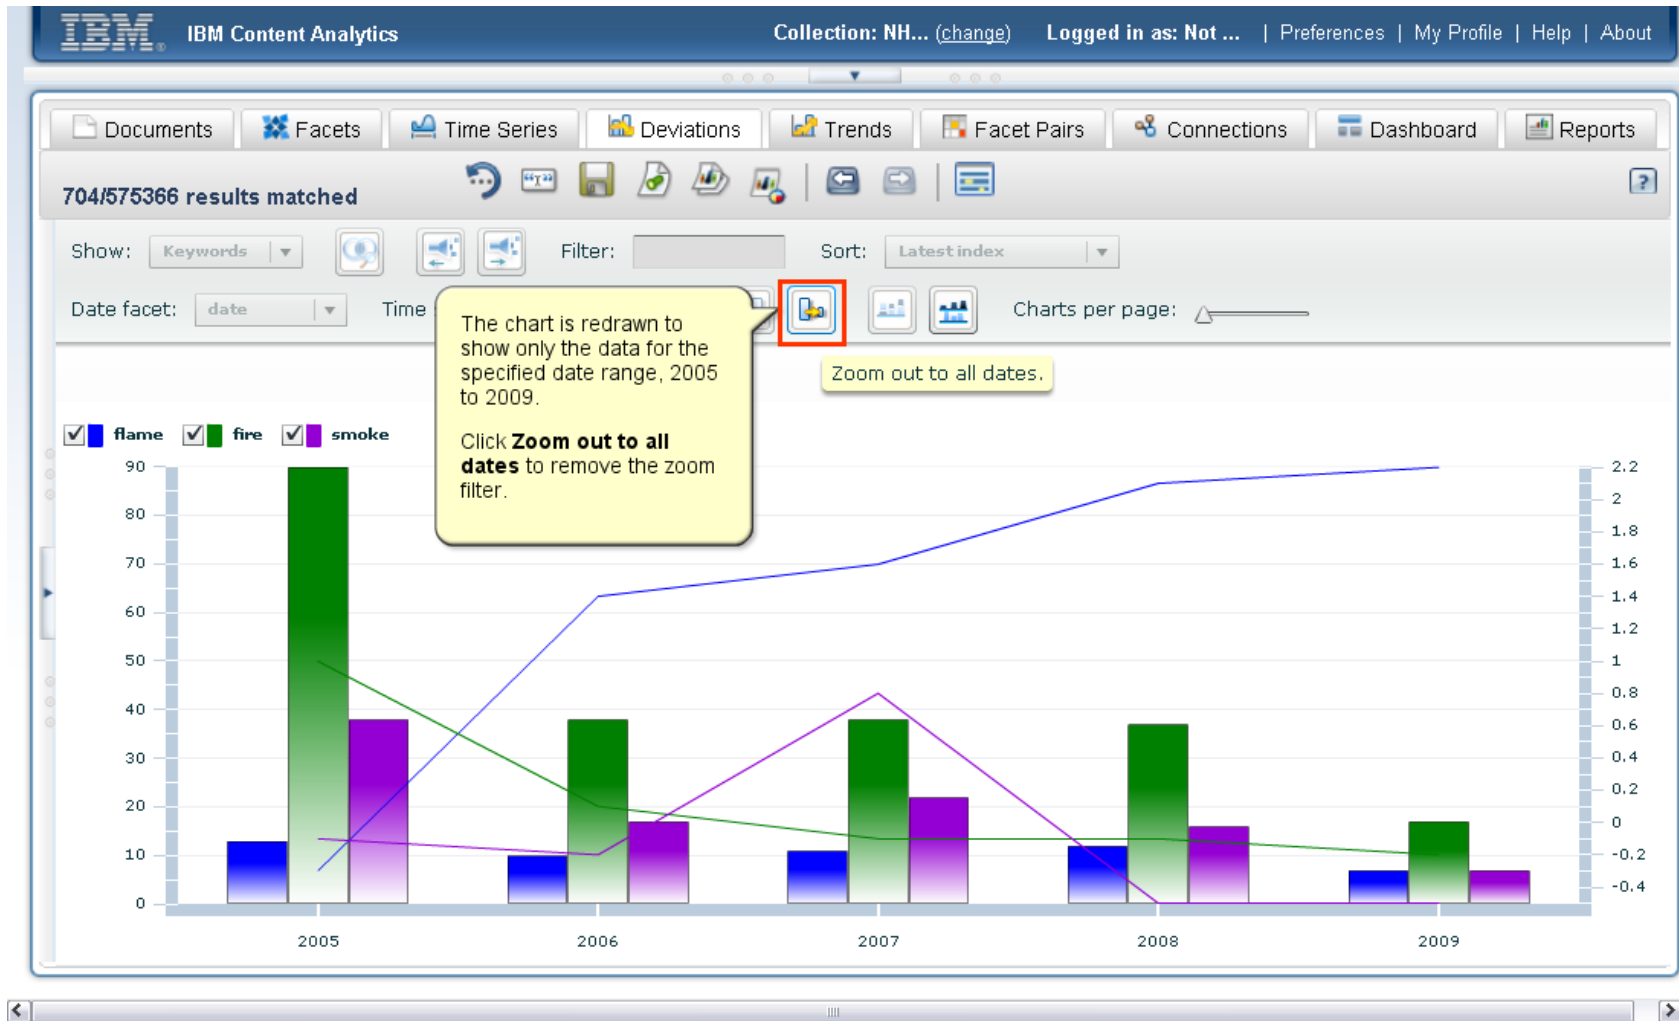 IBM® IBM Content Analytics Collection: NH... (change) Logged in as: Not ... | Preferences | My Profile | Help | About
Documents Facets Time Series Deviations Trends Facet Pairs Connections Dashboard Reports
704/575366 results matched
Show: Keywords Filter: Sort: Latest index
Date facet: date Time Charts per page:
The chart is redrawn to
show only the data for the
specified date range, 2005
to 2009.
Click Zoom out to all
dates to remove the zoom
filter.
Zoom out to all dates.
flame fire smoke
90 2.2
2
80
1.8
70 1.6
60 1.4
1.2
50 1
40 0.8
0.6
30 0.4
20 0.2
0
10 -0.2
-0.4
0
2005 2006 2007 2008 2009